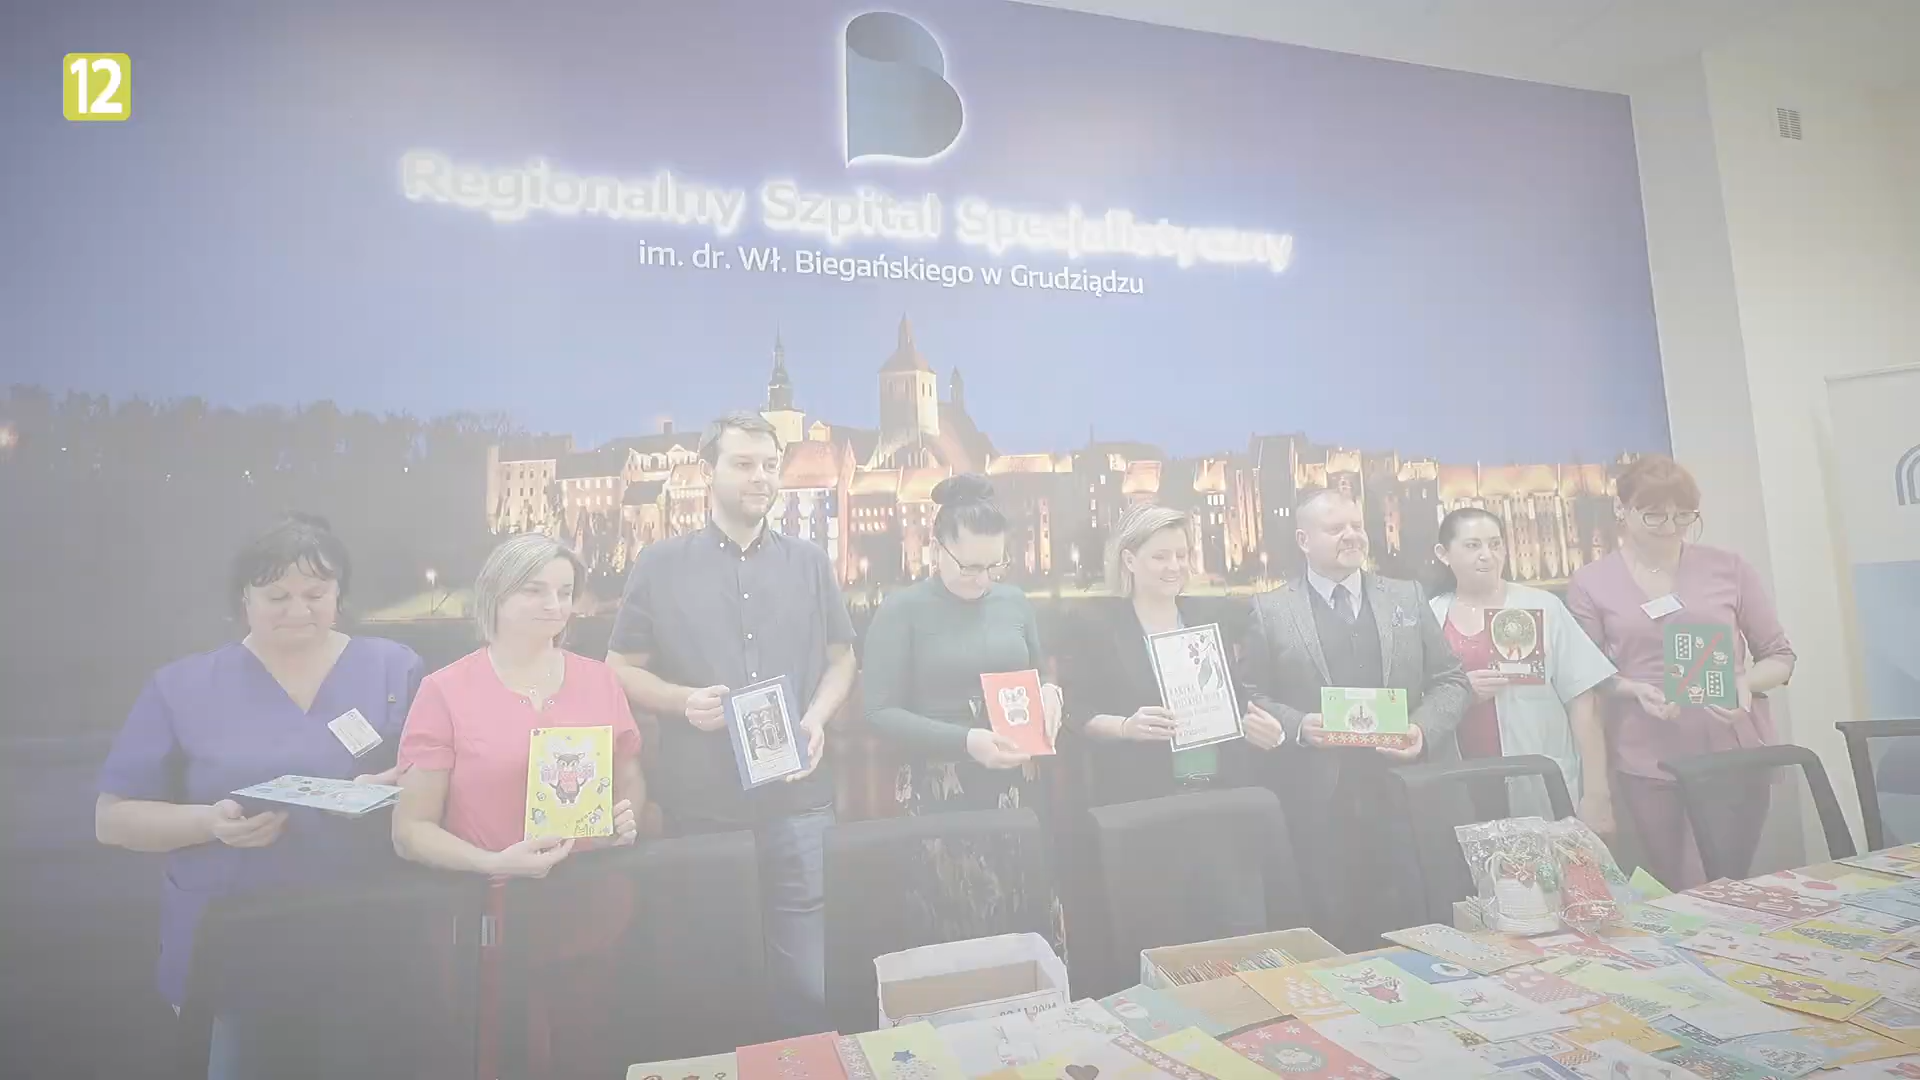 12
Regionalny Szpital Specjalistyczny
im. dr. Wł. Biegańskiego w Grudziądzu